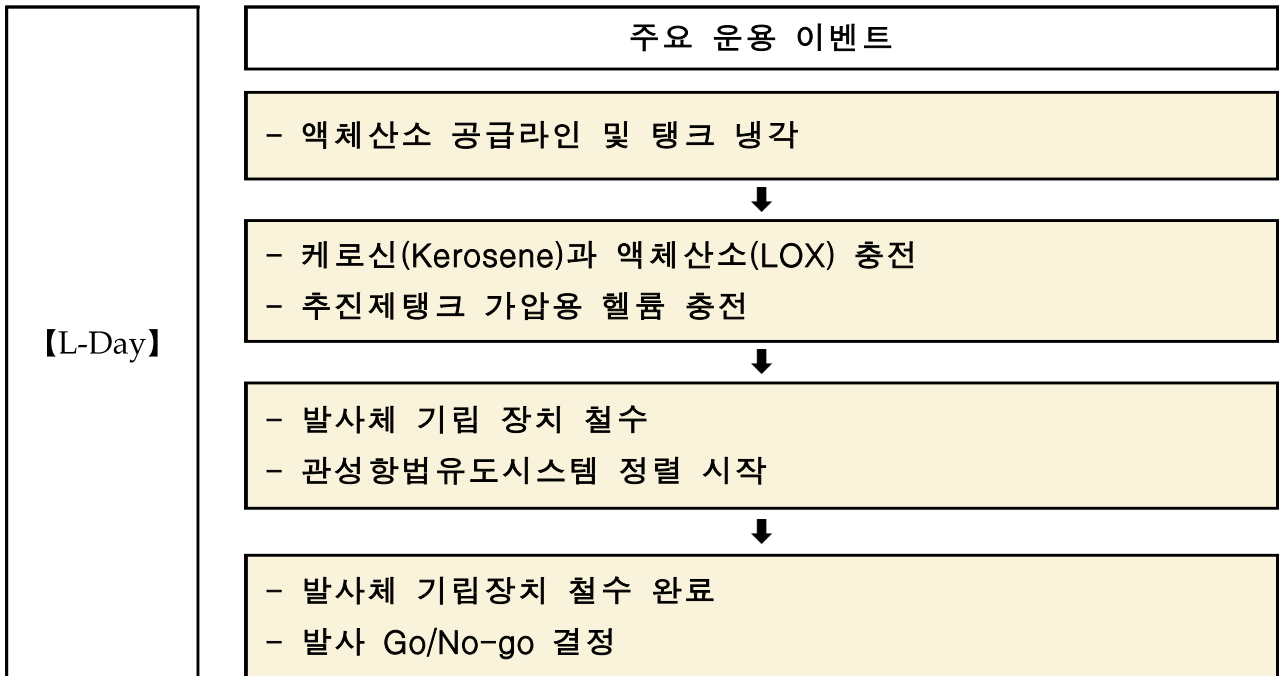 주요 운용 이벤트
- 액체산소 공급라인 및 탱크 냉각
- 케로신(Kerosene)과 액체산소(LOX) 충전
- 추진제탱크 가압용 헬륨 충전
【L-Day】
- 발사체 기립 장치 철수
- 관성항법유도시스템 정렬 시작
- 발사체 기립장치 철수 완료
- 발사 Go/No-go 결정